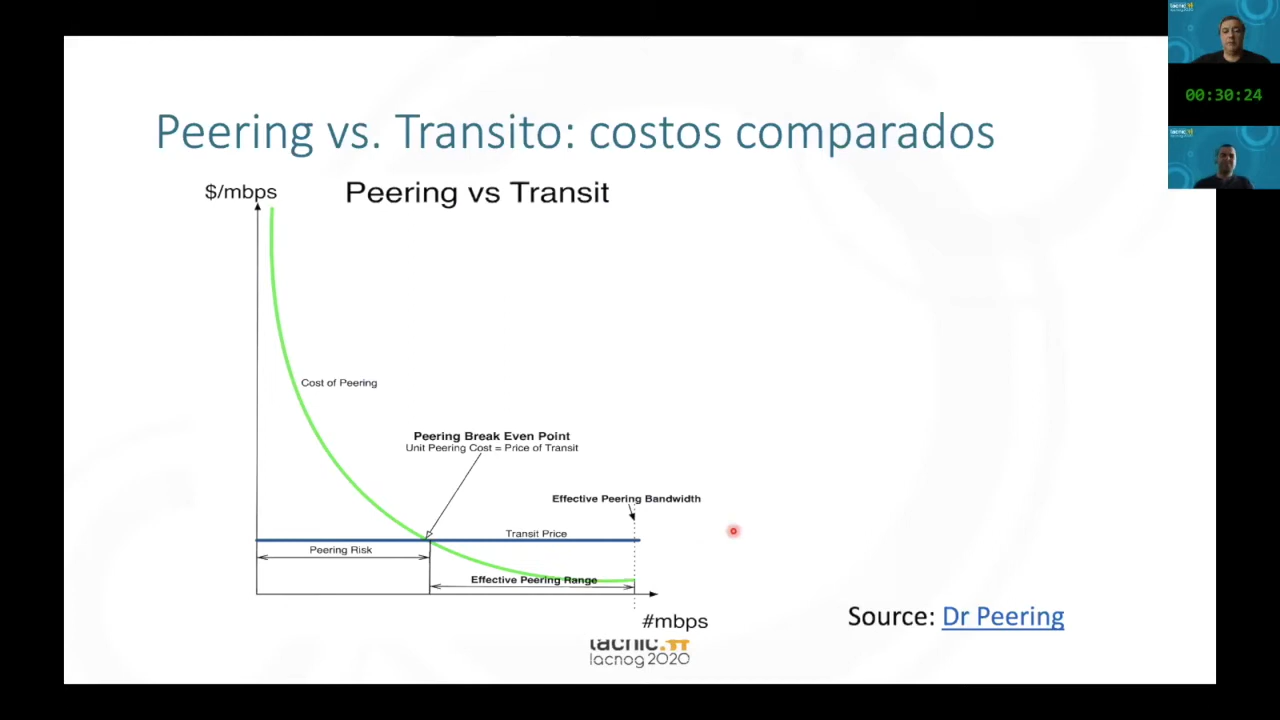 Peering vs. Transito: costos comparados
$/mbps
Peering vs Transit
Cost of Peering
Peering Break Even Point
Unit Peering Cost = Price of Transit
Effective Peering Bandwidth
Transit Price
Peering Risk
Effective Peering Range
#mbps
Source: Dr Peering
lacnic
lacnog2020
00:30:24